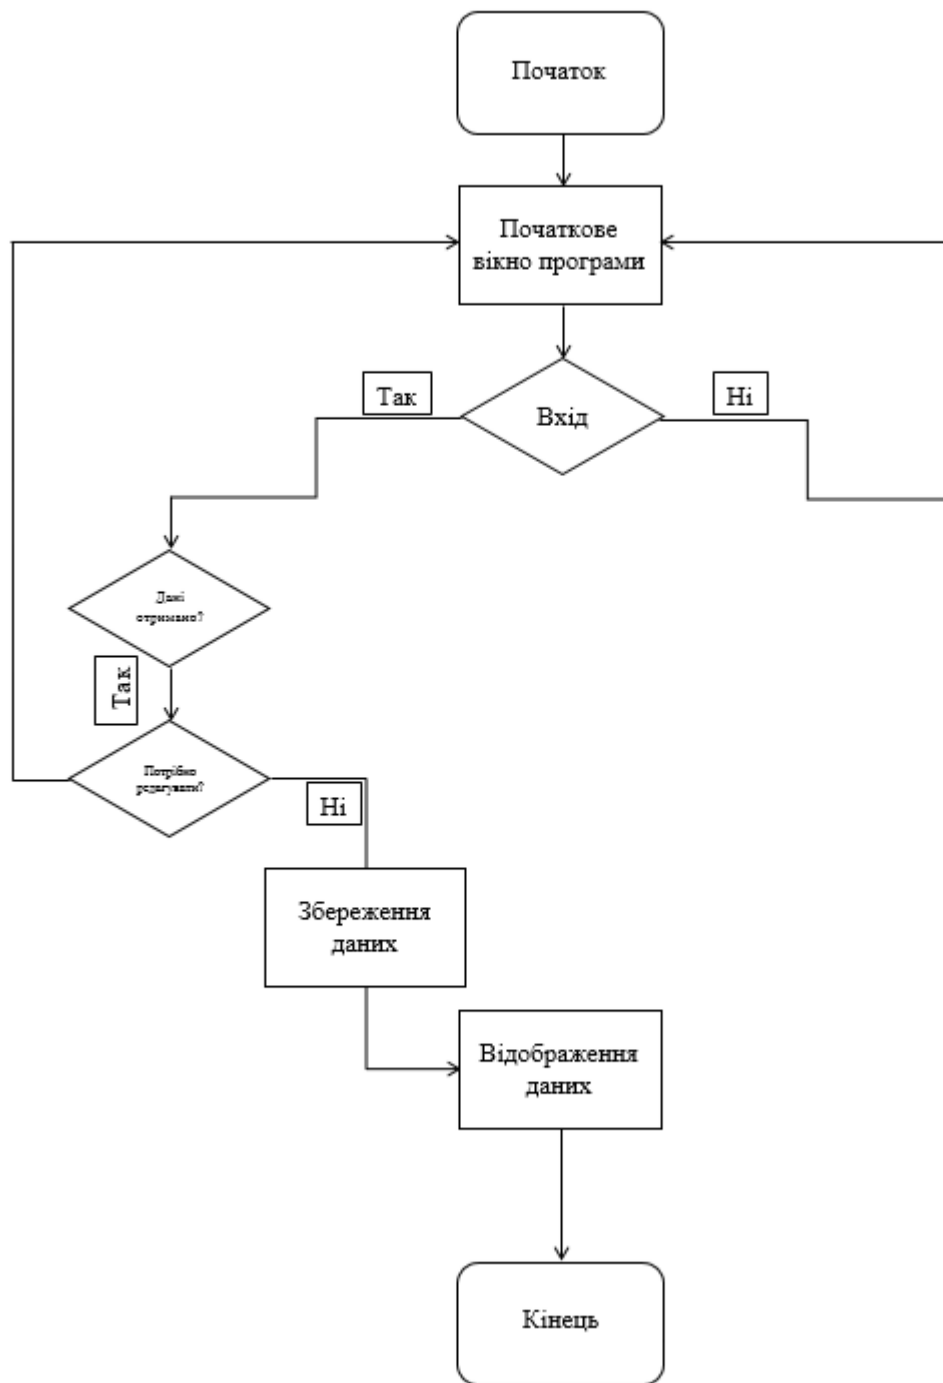 Початок
Початкове
вікно програми
Так
Вхід
Ні
Дані
отримано?
Так
Потрібно
редагувати?
Ні
Збереження
даних
Відображення
даних
Кінець